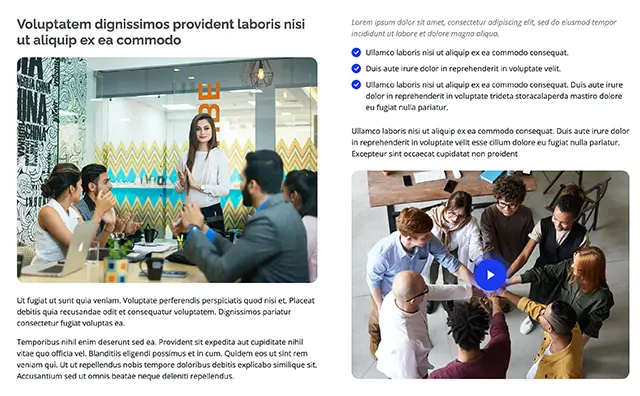 Voluptatem dignissimos provident laboris nisi
ut aliquip ex ea commodo
CHINA
CHINA
BE
Ut fugiat ut sunt quia veniam. Voluptate perferendis perspiciatis quod nisi et. Placeat
debitis quia recusandae odit et consequatur voluptatem. Dignissimos pariatur
consectetur fugiat voluptas ea.
Temporibus nihil enim deserunt sed ea. Provident sit expedita aut cupiditate nihil
vitae quo officia vel. Blanditiis eligendi possimus et in cum. Quidem eos ut sint rem
veniam qui. Ut ut repellendus nobis tempore doloribus debitis explicabo similique sit.
Accusantium sed ut omnis beatae neque deleniti repellendus.
Lorem ipsum dolor sit amet, consectetur adipiscing elit, sed do eiusmod tempor
incididunt ut labore et dolore magna aliqua.
Ullamco laboris nisi ut aliquip ex ea commodo consequat.
Duis aute irure dolor in reprehenderit in voluptate velit.
Ullamco laboris nisi ut aliquip ex ea commodo consequat. Duis aute irure
dolor in reprehenderit in voluptate trideta storacalaperda mastiro dolore
eu fugiat nulla pariatur.
Ullamco laboris nisi ut aliquip ex ea commodo consequat. Duis aute irure dolor
in reprehenderit in voluptate velit esse cillum dolore eu fugiat nulla pariatur.
Excepteur sint occaecat cupidatat non proident